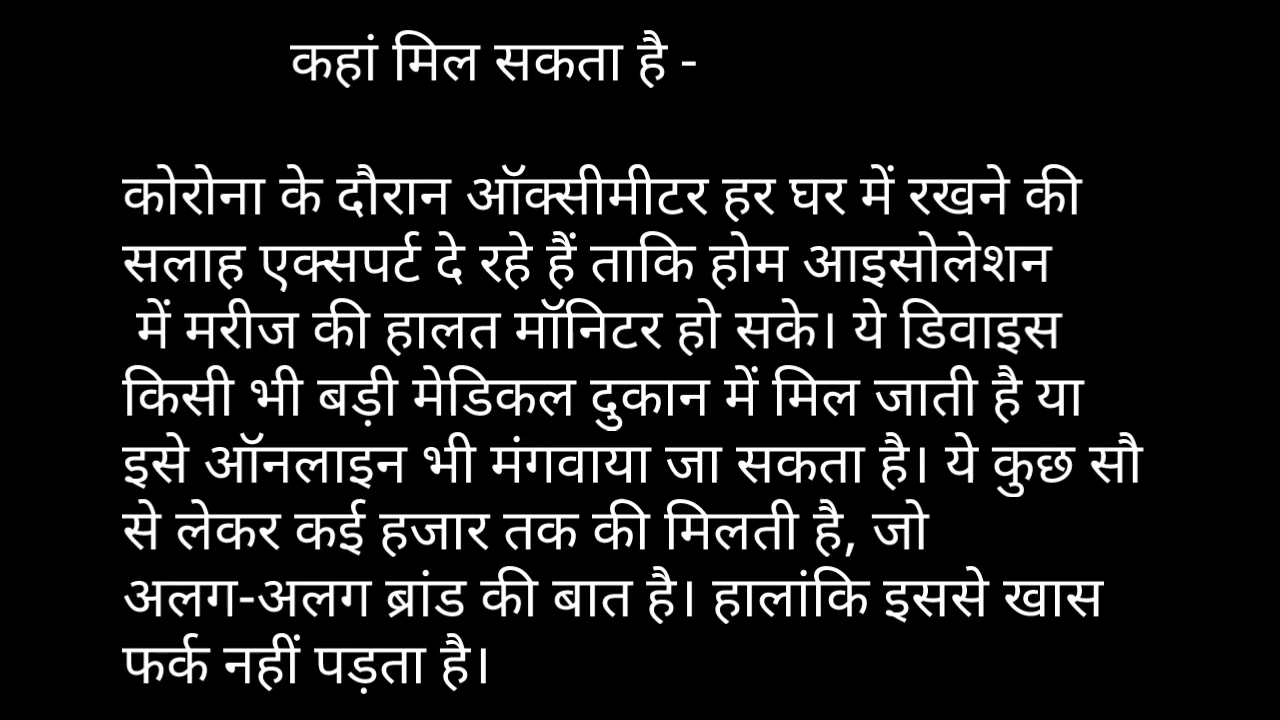 कहां मिल सकता है -
कोरोना के दौरान ऑक्सीमीटर हर घर में रखने की
सलाह एक्सपर्ट दे रहे हैं ताकि होम आइसोलेशन
में मरीज की हालत मॉनिटर हो सके। ये डिवाइस
किसी भी बड़ी मेडिकल दुकान में मिल जाती है या
इसे ऑनलाइन भी मंगवाया जा सकता है। ये कुछ सौ
से लेकर कई हजार तक की मिलती है, जो
अलग-अलग ब्रांड की बात है। हालांकि इससे खास
फर्क नहीं पड़ता है।